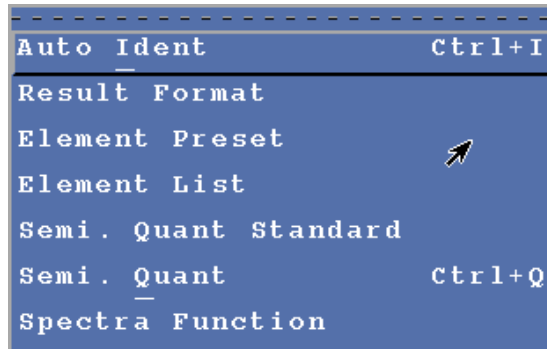 Auto Ident Ctrl+I
Result Format
Element Preset
Element List
Semi. Quant Standard
Semi. Quant Ctrl+Q
Spectra Function